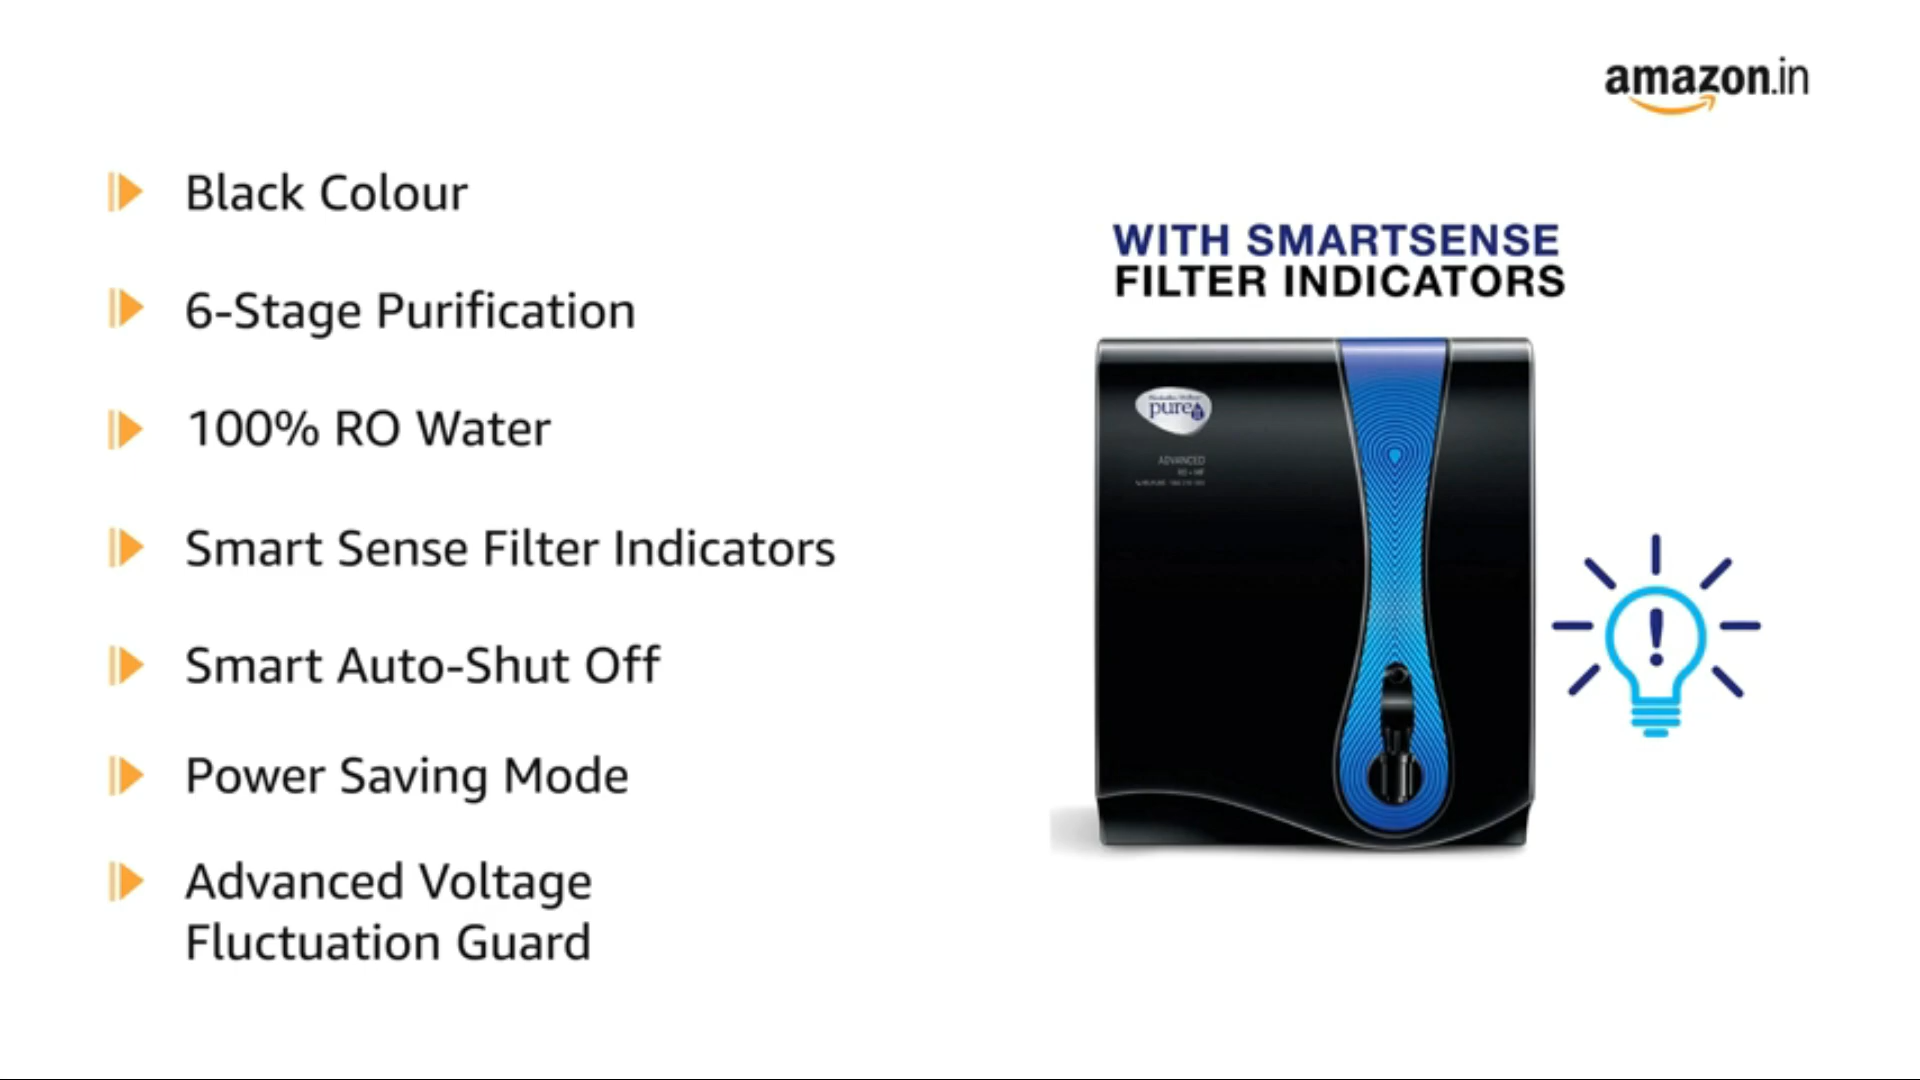 amazon.in
Black Colour
6-Stage Purification
100% RO Water
Smart Sense Filter Indicators
Smart Auto-Shut Off
Power Saving Mode
Advanced Voltage
Fluctuation Guard
WITH SMARTSENSE
FILTER INDICATORS
pureit
ADVANCED
!